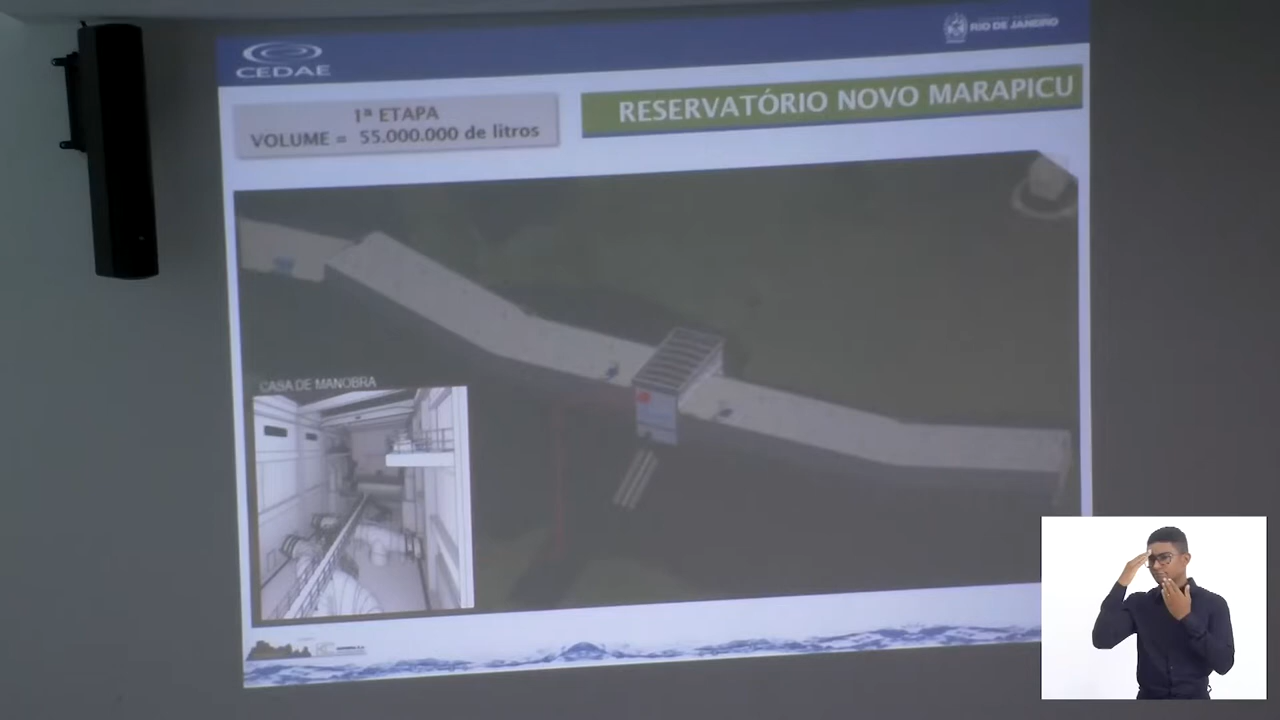 CEDAE
RIO DE JANEIRO
1ª ETAPA
VOLUME = 55.000.000 de litros
RESERVATÓRIO NOVO MARAPICU
CASA DE MANOBRA